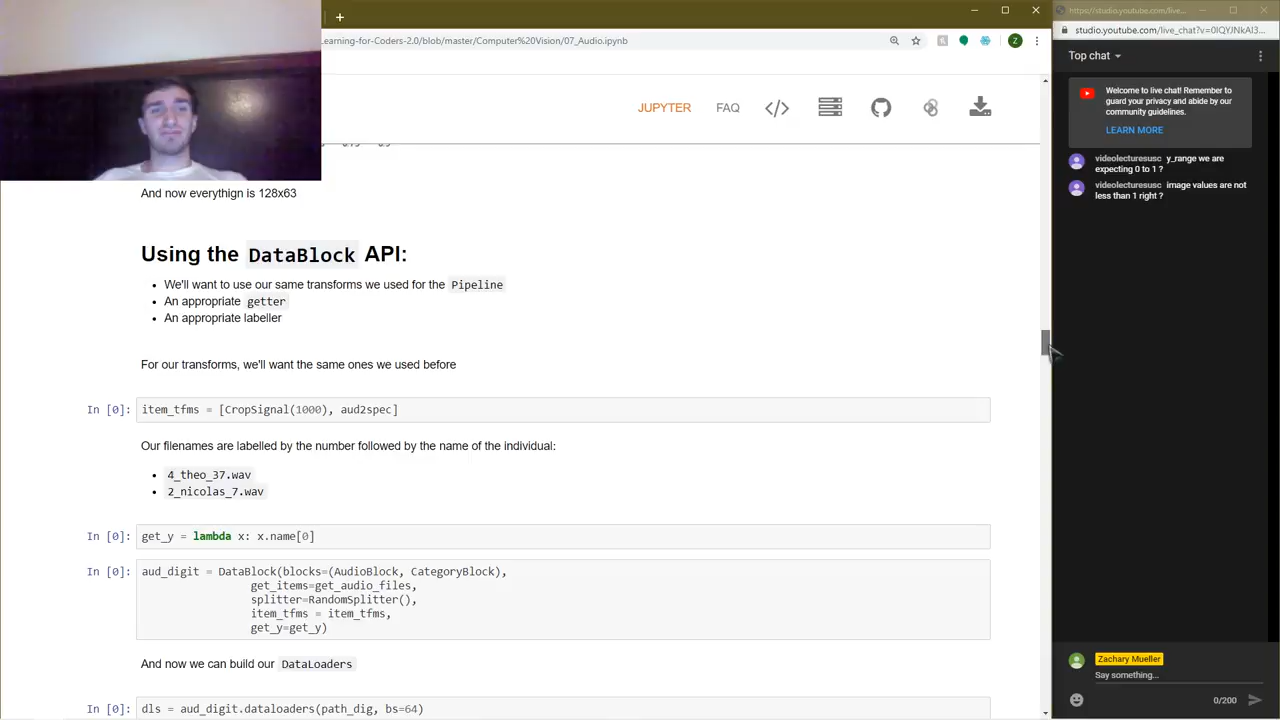 https://studio.youtube.com/live...
Learning-for-Coders-2.0/blob/master/Computer%20Vision/07_Audio.ipynb
Z
studio.youtube.com/live_chat?v=0IQYJNkAI3...
Top chat
JUPYTER FAQ
Welcome to live chat! Remember to
guard your privacy and abide by our
community guidelines.
LEARN MORE
videolecturesusc y_range we are
expecting 0 to 1 ?
videolecturesusc image values are not
less than 1 right ?
And now everythign is 128x63
Using the DataBlock API:
We'll want to use our same transforms we used for the Pipeline
An appropriate getter
An appropriate labeller
For our transforms, we'll want the same ones we used before
In [0]: item_tfms = [CropSignal(1000), aud2spec]
Our filenames are labelled by the number followed by the name of the individual:
4_theo_37.wav
2_nicolas_7.wav
In [0]: get_y = lambda x: x.name[0]
In [0]: aud_digit = DataBlock(blocks=(AudioBlock, CategoryBlock),
get_items=get_audio_files,
splitter=RandomSplitter(),
item_tfms = item_tfms,
get_y=get_y)
And now we can build our DataLoaders
In [0]: dls = aud_digit.dataloaders(path_dig, bs=64)
Zachary Mueller
Say something...
0/200